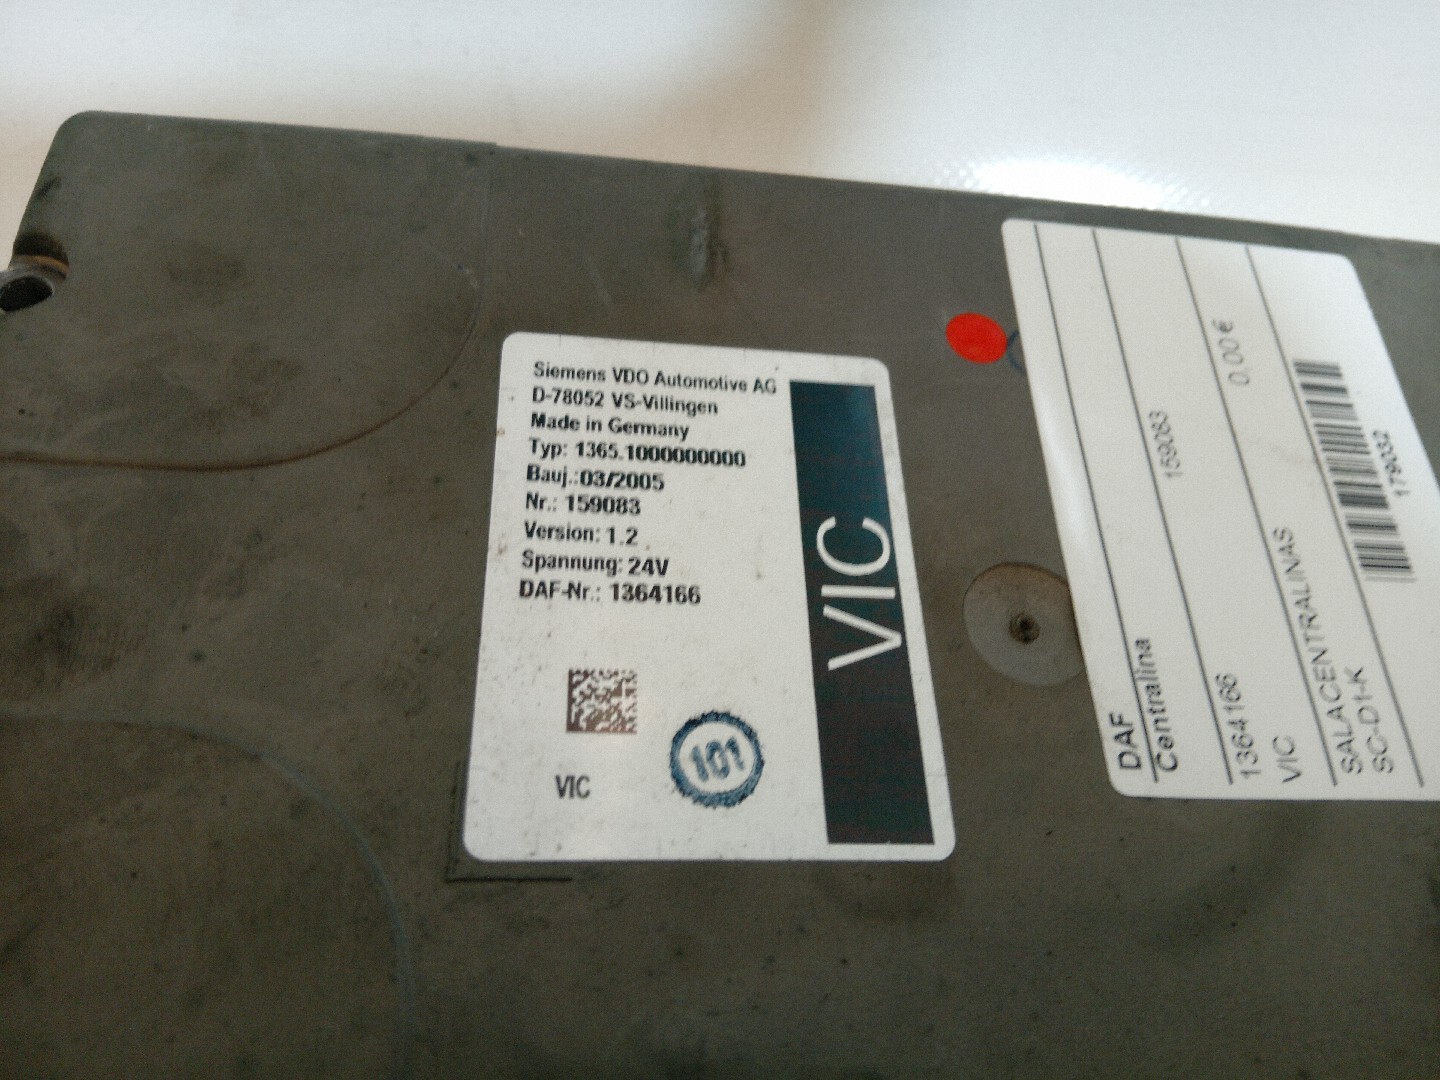 Siemens VDO Automotive AG
D-78052 VS-Villingen
Made in Germany
Typ: 1365.1000000000
Bauj.:03/2005
Nr.: 159083
Version: 1.2
Spannung: 24V
DAF-Nr.: 1364166
VIC
101
VIC
DAF
Centralina
159083
1364166
0.00 €
VIC
SALACENTRALINAS
SC-D1-K
179032